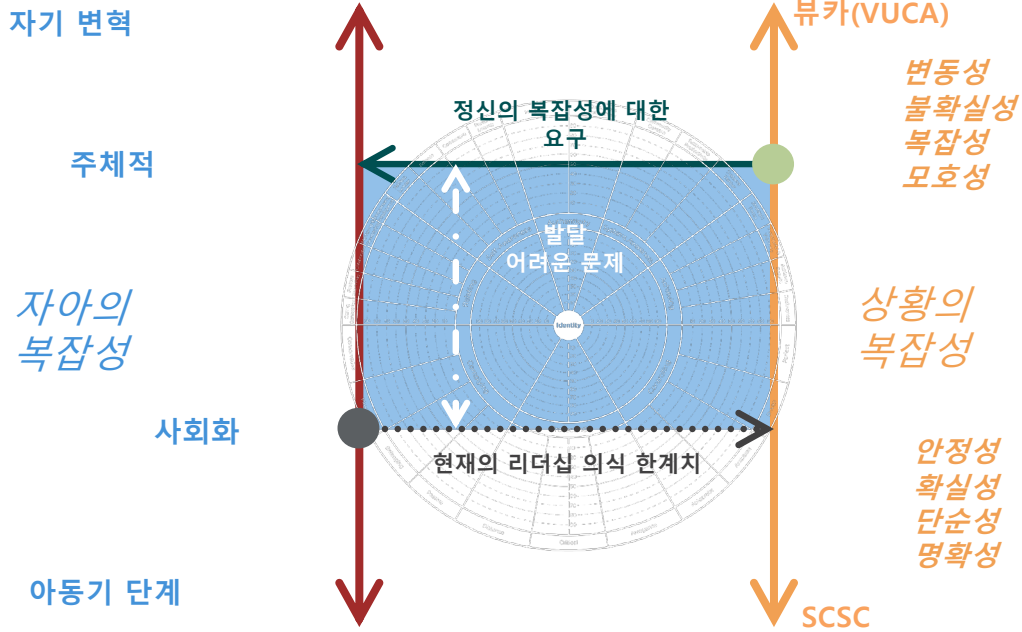 자기 변혁
뷰카(VUCA)
변동성
불확실성
복잡성
모호성
정신의 복잡성에 대한
요구
주체적
발달
어려운 문제
자아의
복잡성
Identity
상황의
복잡성
사회화
현재의 리더십 의식 한계치
안정성
확실성
단순성
명확성
아동기 단계
SCSC